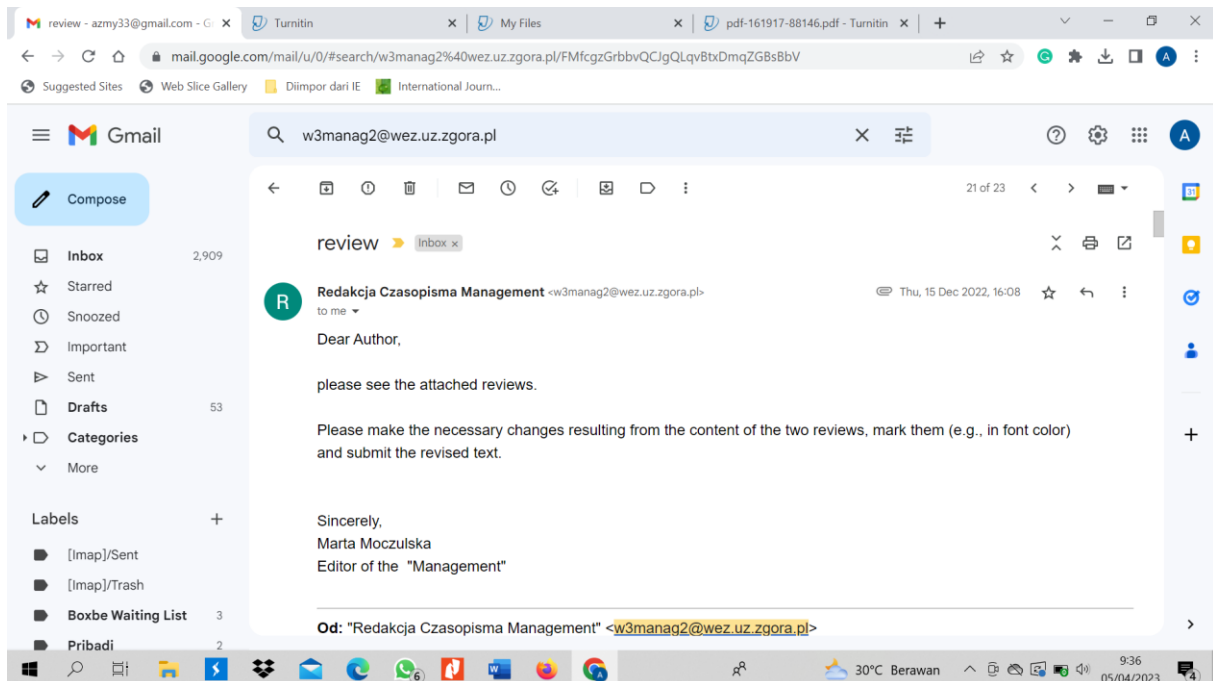 review - azmy33@gmail.com - G
Turnitin
My Files
pdf-161917-88146.pdf - Turnitin
mail.google.com/mail/u/0/#search/w3manag2%40wez.uz.zgora.pl/FMfcgzGrbbvQCJgQLqvBtxDmqZGBsBbV
A
Suggested Sites
Web Slice Gallery
Diimpor dari IE
International Journ...
Gmail
w3manag2@wez.uz.zgora.pl
A
Compose
21 of 23
31
review
Inbox x
Inbox 2,909
Starred
Snoozed
Important
Sent
Drafts 53
Categories
More
Labels
[Imap]/Sent
[Imap]/Trash
Boxbe Waiting List 3
Pribadi 2
R
Redakcja Czasopisma Management <w3manag2@wez.uz.zgora.pl>
Thu, 15 Dec 2022, 16:08
to me
Dear Author,
please see the attached reviews.
Please make the necessary changes resulting from the content of the two reviews, mark them (e.g., in font color)
and submit the revised text.
Sincerely,
Marta Moczulska
Editor of the "Management"
Od: "Redakcja Czasopisma Management" <w3manag2@wez.uz.zgora.pl>
30°C Berawan
9:36
05/04/2023